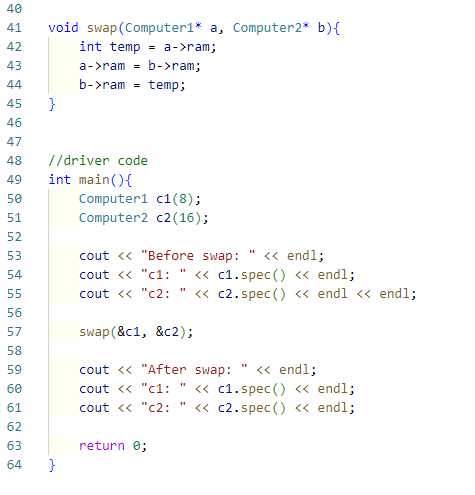 40
41 void swap(Computer1* a, Computer2* b){
42     int temp = a->ram;
43     a->ram = b->ram;
44     b->ram = temp;
45 }
46
47
48 //driver code
49 int main(){
50     Computer1 c1(8);
51     Computer2 c2(16);
52
53     cout << "Before swap: " << endl;
54     cout << "c1: " << c1.spec() << endl;
55     cout << "c2: " << c2.spec() << endl << endl;
56
57     swap(&c1, &c2);
58
59     cout << "After swap: " << endl;
60     cout << "c1: " << c1.spec() << endl;
61     cout << "c2: " << c2.spec() << endl;
62
63     return 0;
64 }